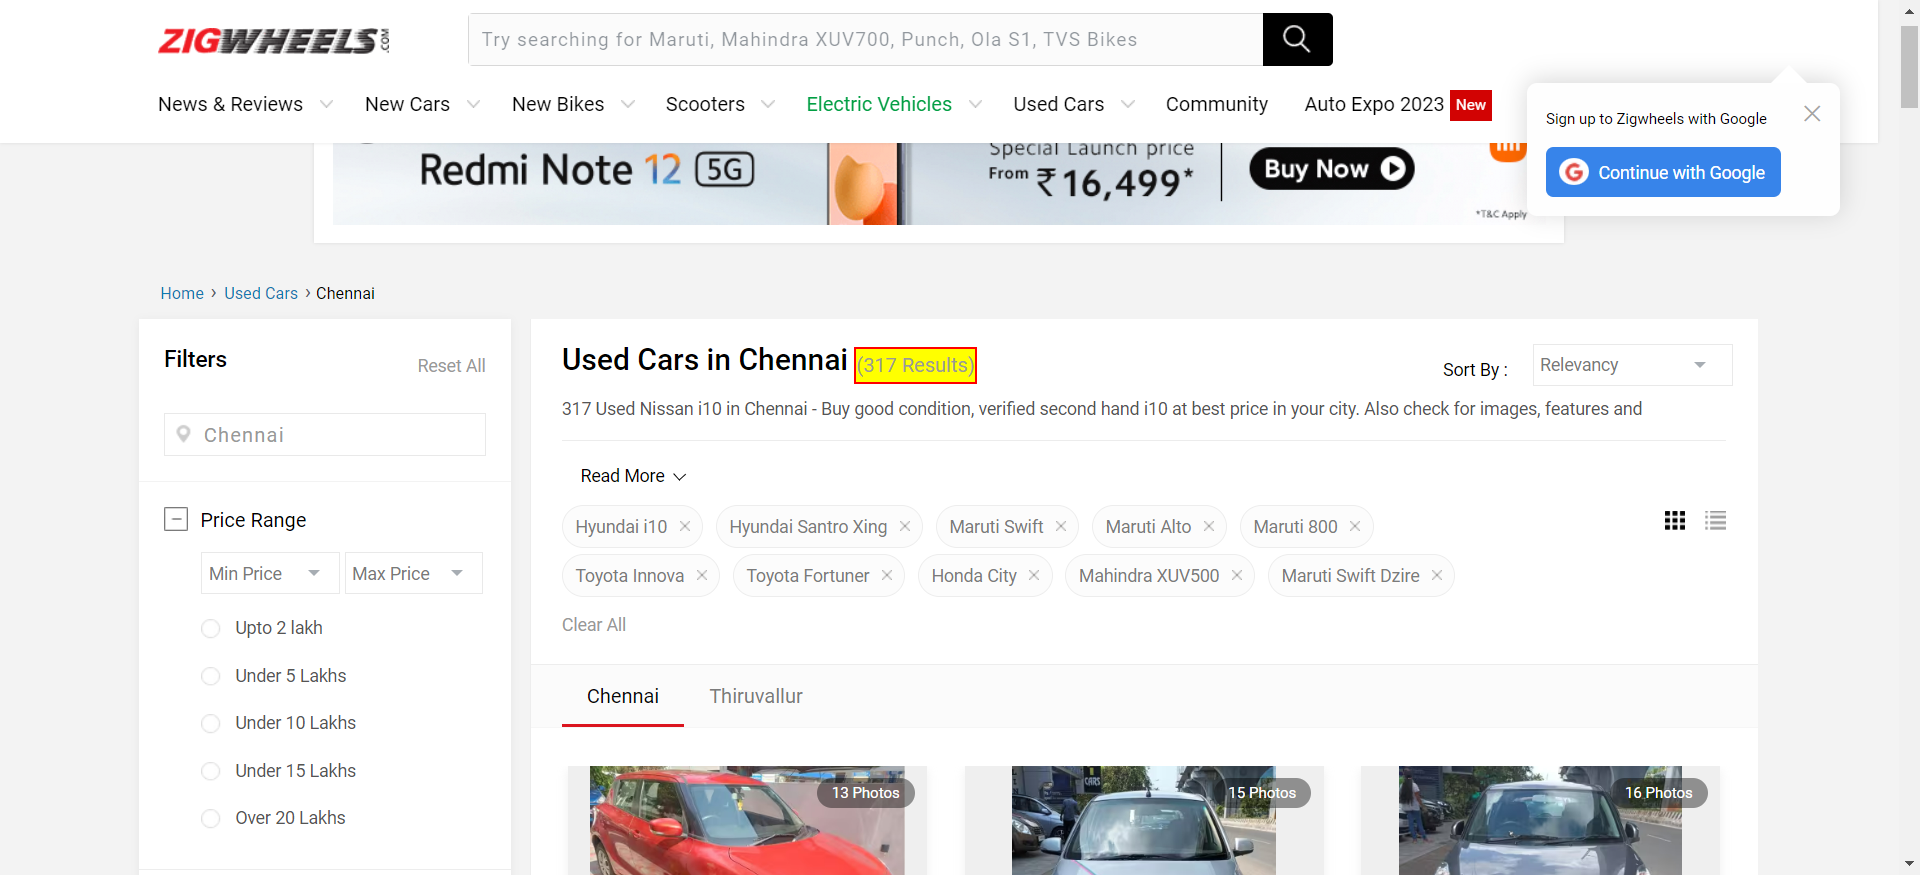 ZIGWHEELS.COM
Try searching for Maruti, Mahindra XUV700, Punch, Ola S1, TVS Bikes
News & Reviews New Cars New Bikes Scooters Electric Vehicles Used Cars Community Auto Expo 2023 New
Sign up to Zigwheels with Google
Continue with Google
Redmi Note 12 5G
Special Launch price
From ₹16,499*
Buy Now
*T&C Apply
Home › Used Cars › Chennai
Filters
Reset All
Chennai
Price Range
Min Price Max Price
Upto 2 lakh
Under 5 Lakhs
Under 10 Lakhs
Under 15 Lakhs
Over 20 Lakhs
Used Cars in Chennai (317 Results)
Sort By : Relevancy
317 Used Nissan i10 in Chennai - Buy good condition, verified second hand i10 at best price in your city. Also check for images, features and
Read More
Hyundai i10 Hyundai Santro Xing Maruti Swift Maruti Alto Maruti 800
Toyota Innova Toyota Fortuner Honda City Mahindra XUV500 Maruti Swift Dzire
Clear All
Chennai Thiruvallur
13 Photos
15 Photos
16 Photos
CARS